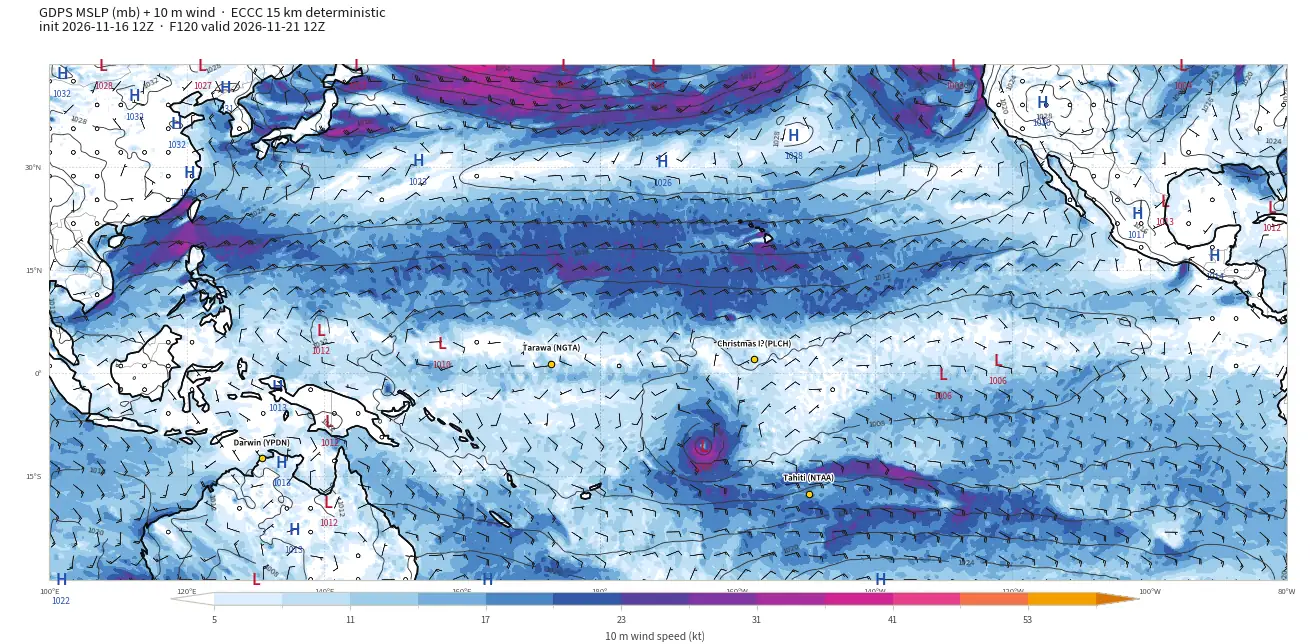 GDPS MSLP (mb) + 10 m wind · ECCC 15 km deterministic
init 2026-11-16 12Z · F120 valid 2026-11-21 12Z
H L L H L L L L L
1032 1028 1027
H H
1032
H
1032
H
1028
H
1023
H
1026
H
H
H
1017
L
1013
L
1012
H
30°N
15°N
0°
15°S
L
1012
L
1010
Tarawa (NGTA)
Christmas I?(PLCH)
L
1006
L
1006
H
1013
L
Darwin (YPDN)
H
1013
Tahiti (NTAA)
L
1012
H
1015
H L H H
1022
100°E 120°E 140°E 160°E 180° 160°W 140°W 120°W 100°W 80°W
5 11 17 23 31 41 53
10 m wind speed (kt)